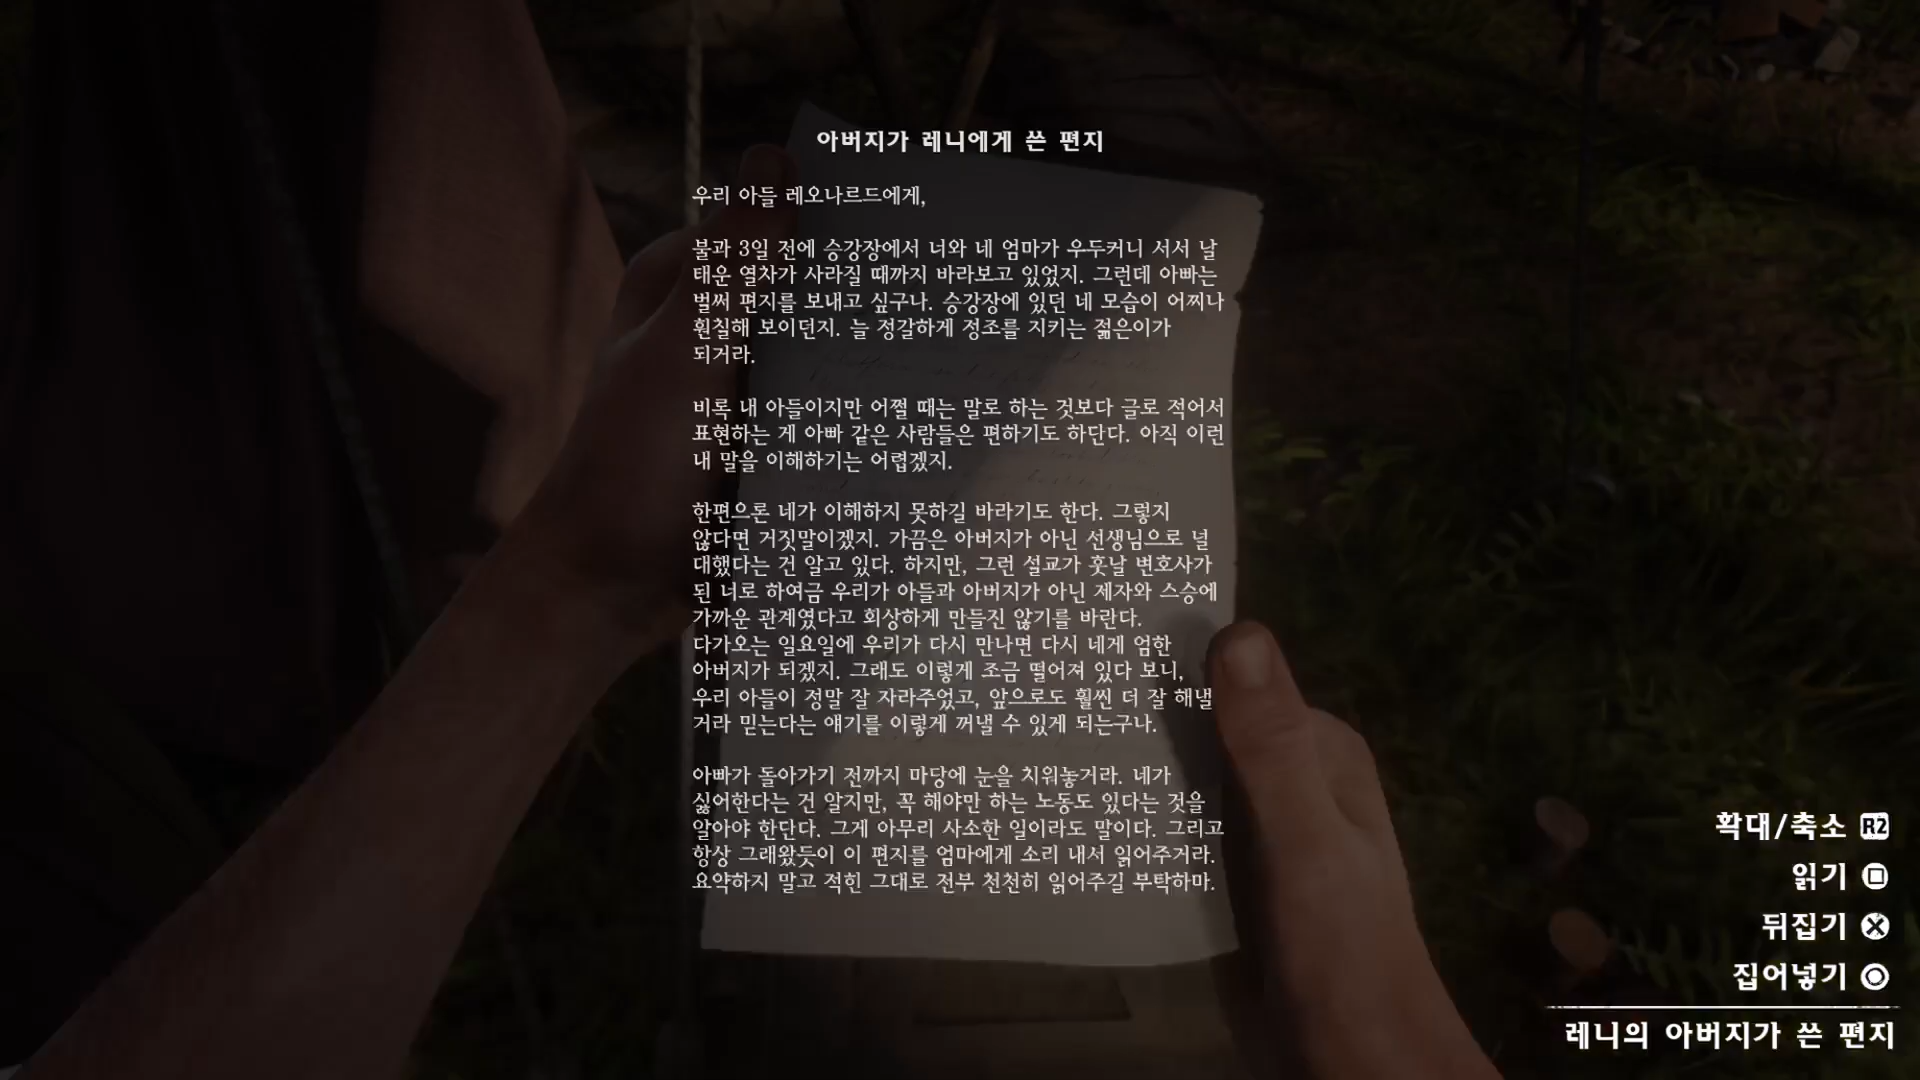 아버지가 레니에게 쓴 편지
우리 아들 레오나르드에게,
불과 3일 전에 승강장에서 너와 네 엄마가 우두커니 서서 날
태운 열차가 사라질 때까지 바라보고 있었지. 그런데 아빠는
벌써 편지를 보내고 싶구나. 승강장에 있던 네 모습이 어찌나
훤칠해 보이던지. 늘 정갈하게 정조를 지키는 젊은이가
되거라.
비록 내 아들이지만 어쩔 때는 말로 하는 것보다 글로 적어서
표현하는 게 아빠 같은 사람들은 편하기도 하단다. 아직 이런
내 말을 이해하기는 어렵겠지.
한편으론 네가 이해하지 못하길 바라기도 한다. 그렇지
않다면 거짓말이겠지. 가끔은 아버지가 아닌 선생님으로 널
대했다는 건 알고 있다. 하지만, 그런 설교가 훗날 변호사가
된 너로 하여금 우리가 아들과 아버지가 아닌 제자와 스승에
가까운 관계였다고 회상하게 만들진 않기를 바란다.
다가오는 일요일에 우리가 다시 만나면 다시 네게 엄한
아버지가 되겠지. 그래도 이렇게 조금 떨어져 있다 보니,
우리 아들이 정말 잘 자라주었고, 앞으로도 훨씬 더 잘 해낼
거라 믿는다는 얘기를 이렇게 꺼낼 수 있게 되는구나.
아빠가 돌아가기 전까지 마당에 눈을 치워놓거라. 네가
싫어한다는 건 알지만, 꼭 해야만 하는 노동도 있다는 것을
알아야 한단다. 그게 아무리 사소한 일이라도 말이다. 그리고
항상 그래왔듯이 이 편지를 엄마에게 소리 내서 읽어주거라.
요약하지 말고 적힌 그대로 전부 천천히 읽어주길 부탁하마.
확대/축소 R2
읽기
뒤집기
집어넣기
레니의 아버지가 쓴 편지